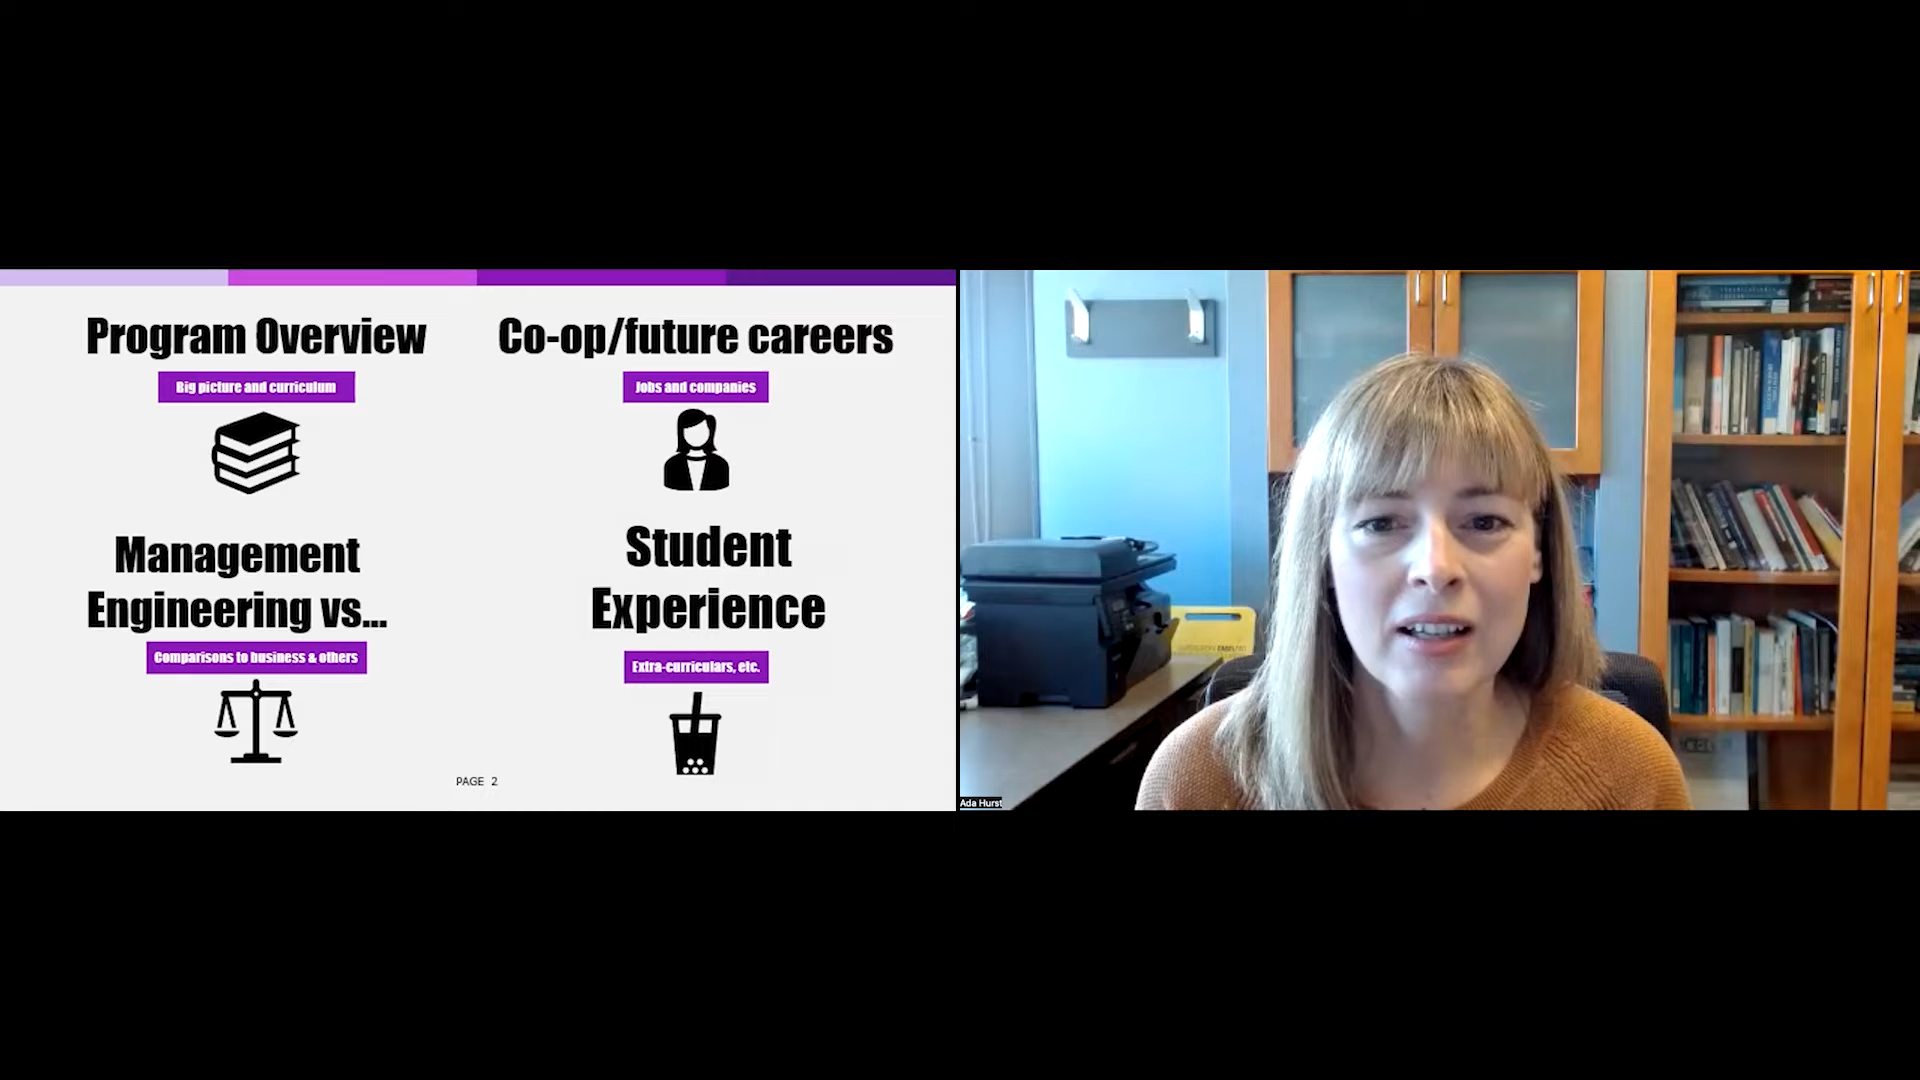 Program Overview
Big picture and curriculum
Co-op/future careers
Jobs and companies
Management
Engineering vs...
Comparisons to business & others
Student
Experience
Extra-curriculars, etc.
PAGE 2
Ada Hurst